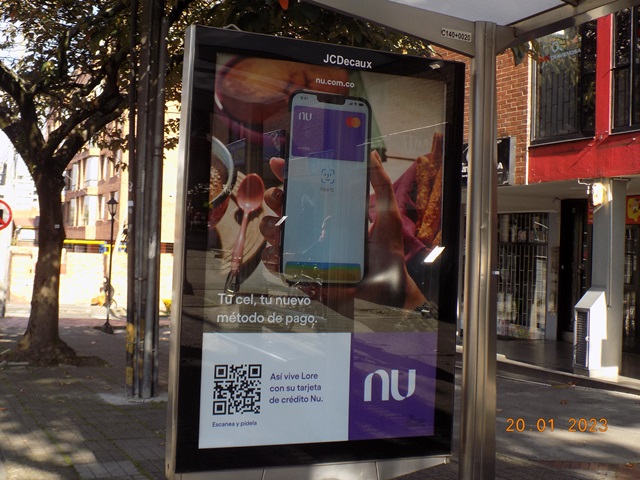 C140+0020
JCDecaux
nu.com.co
nu
Tu cel, tu nuevo
método de pago.
Así vive Lore
con su tarjeta
de crédito Nu.
nu
Escanea y pídela
20 01 2023